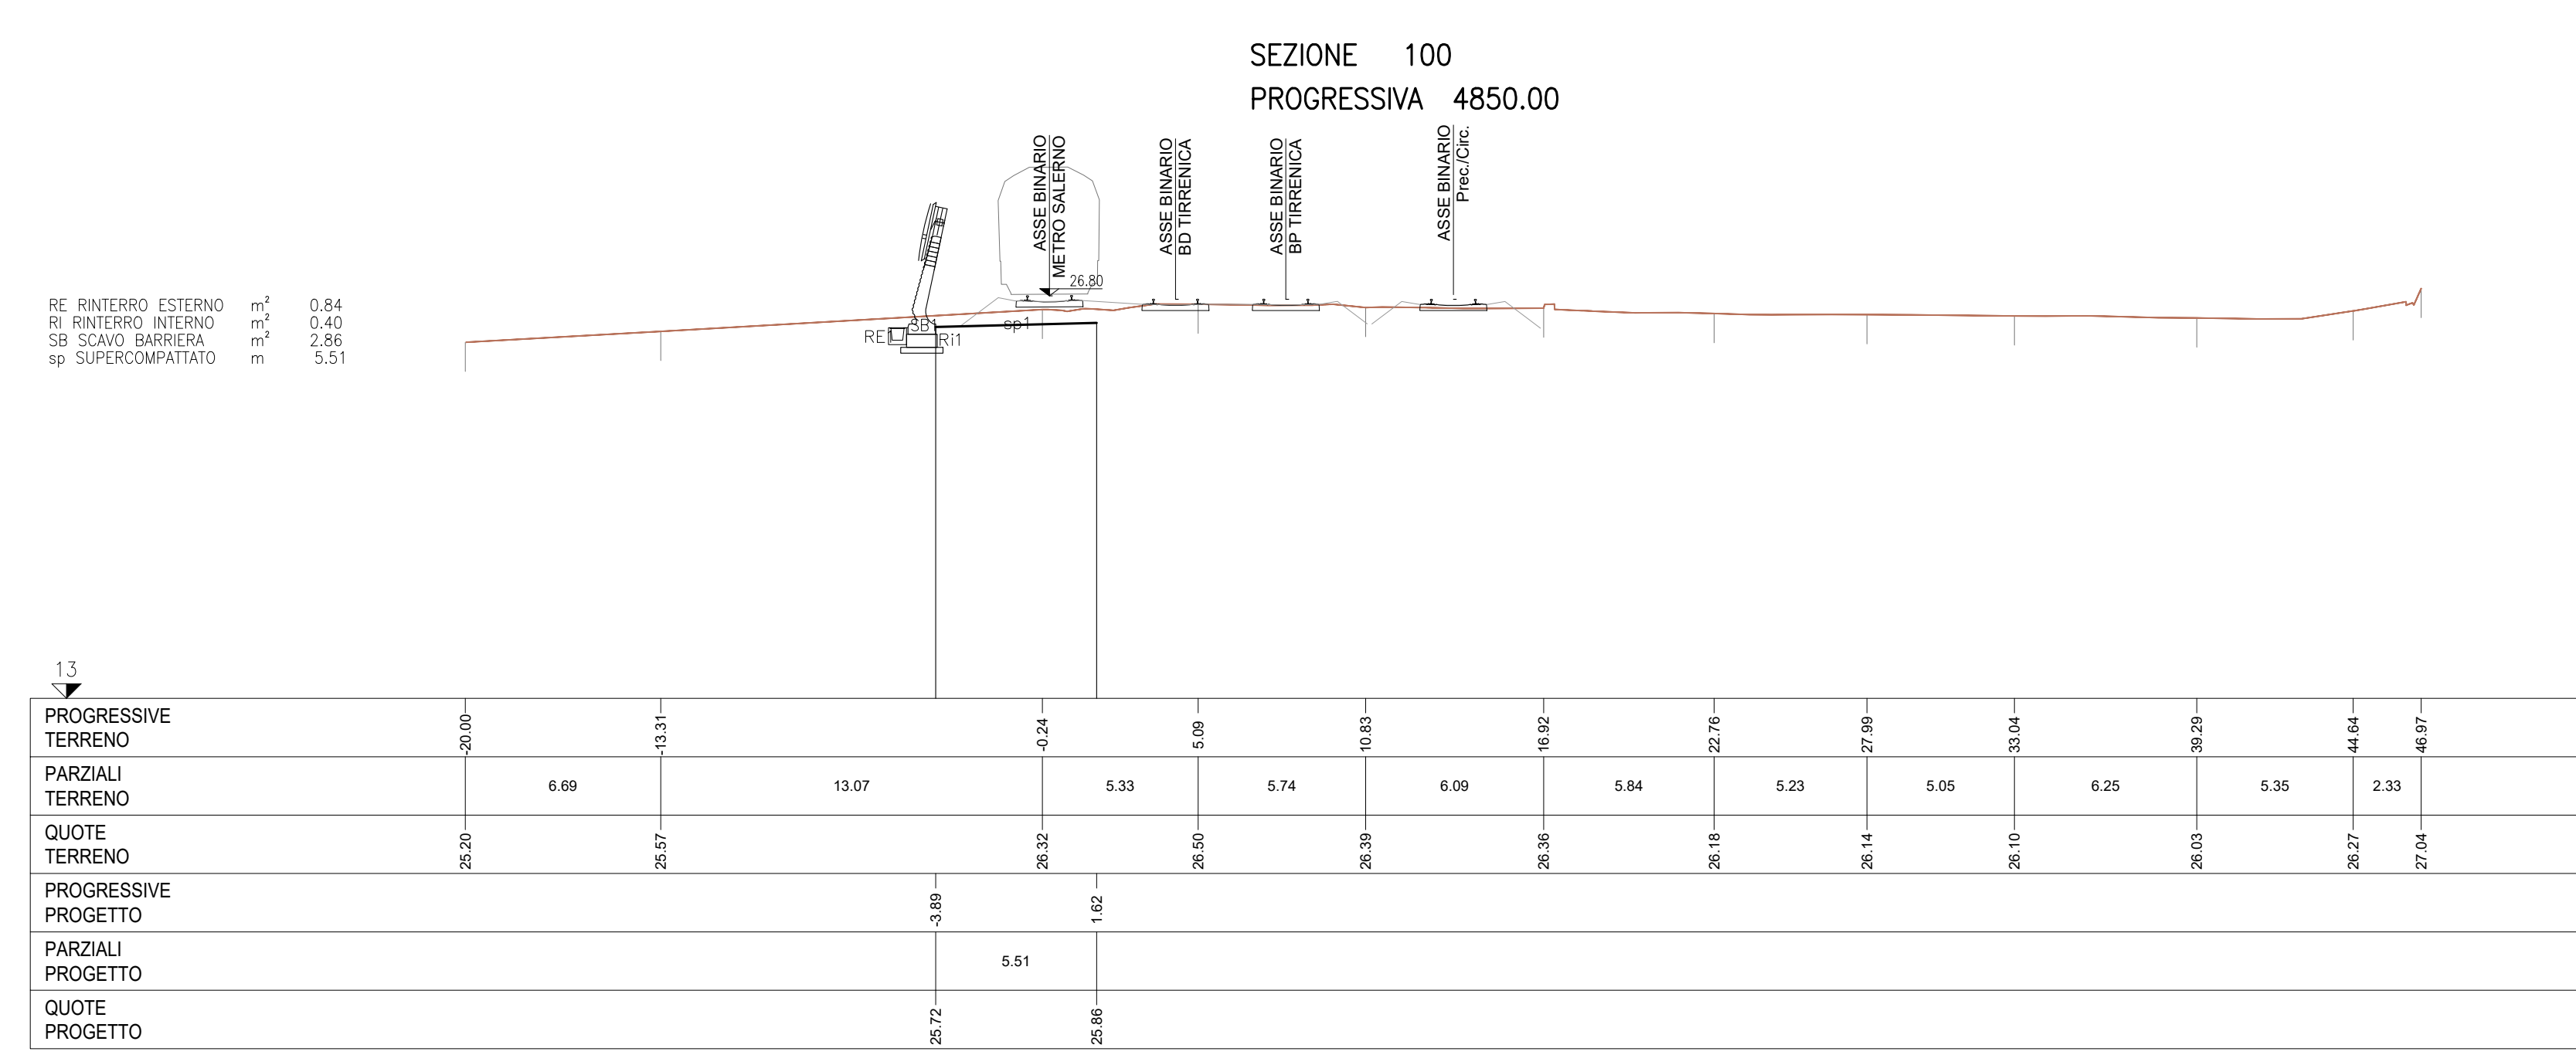 SEZIONE 100
PROGRESSIVA 4850.00
ASSE BINARIO
METRO SALERNO
ASSE BINARIO
BD TIRRENICA
ASSE BINARIO
BP TIRRENICA
ASSE BINARIO
Prec./Circ.
26.80
RE RINTERRO ESTERNO m² 0.84
RI RINTERRO INTERNO m² 0.40
SB SCAVO BARRIERA m² 2.86
sp SUPERCOMPATTATO m 5.51
SB1
sp1
RE1
Ri1
13
PROGRESSIVE
TERRENO
-20.00 -13.31 -0.24 5.09 10.83 16.92 22.76 27.99 33.04 39.29 44.64 46.97
PARZIALI
TERRENO
6.69 13.07 5.33 5.74 6.09 5.84 5.23 5.05 6.25 5.35 2.33
QUOTE
TERRENO
25.20 25.57 26.32 26.50 26.39 26.36 26.18 26.14 26.10 26.03 26.27 27.04
PROGRESSIVE
PROGETTO
-3.89 1.62
PARZIALI
PROGETTO
5.51
QUOTE
PROGETTO
25.72 25.86